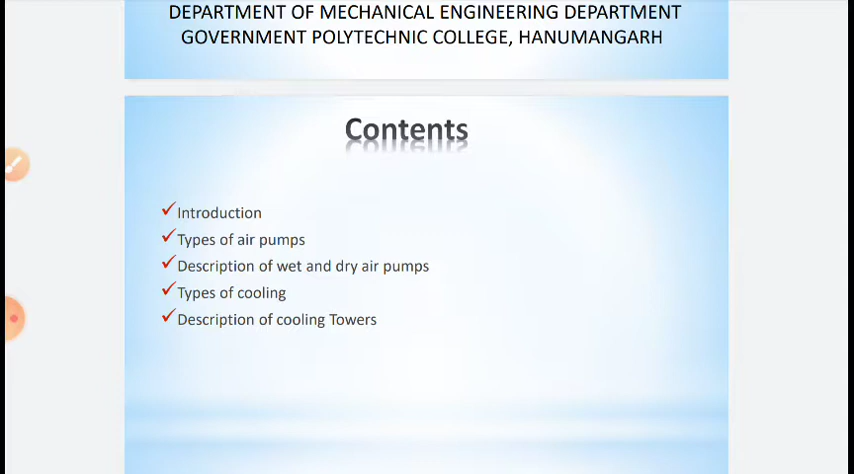 DEPARTMENT OF MECHANICAL ENGINEERING DEPARTMENT
GOVERNMENT POLYTECHNIC COLLEGE, HANUMANGARH
Contents
Introduction
Types of air pumps
Description of wet and dry air pumps
Types of cooling
Description of cooling Towers